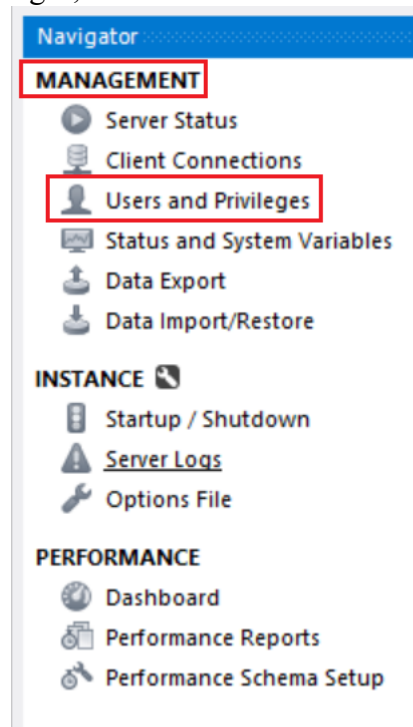 Navigator
MANAGEMENT
Server Status
Client Connections
Users and Privileges
Status and System Variables
Data Export
Data Import/Restore
INSTANCE
Startup / Shutdown
Server Logs
Options File
PERFORMANCE
Dashboard
Performance Reports
Performance Schema Setup